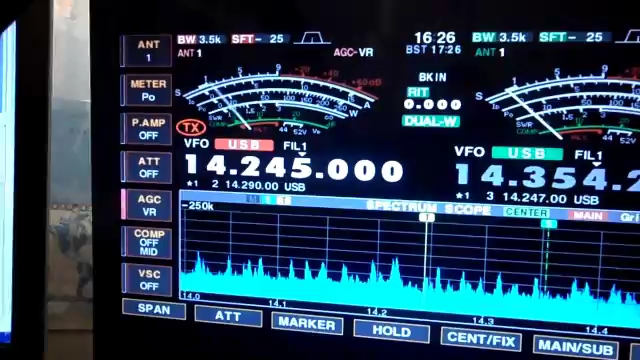 BW 3.5k SFT- 25 16:26 BW 3.5k SFT- 25
ANT 1 AGC-VR BST 17:26 ANT 1
ANT
1
METER
Po
P.AMP
OFF
ATT
OFF
AGC
VR
COMP
OFF
MID
VSC
OFF
BKIN
RIT
0.000
DUAL-W
TX
VFO USB FIL1
14.245.000
★1 2 14.290.00 USB
VFO USB FIL1
14.354.2
★1 3 14.247.00 USB
-250k SPECTRUM SCOPE CENTER MAIN Gri
14.0 14.1 14.2 14.3 14.4
SPAN ATT MARKER HOLD CENT/FIX MAIN/SUB